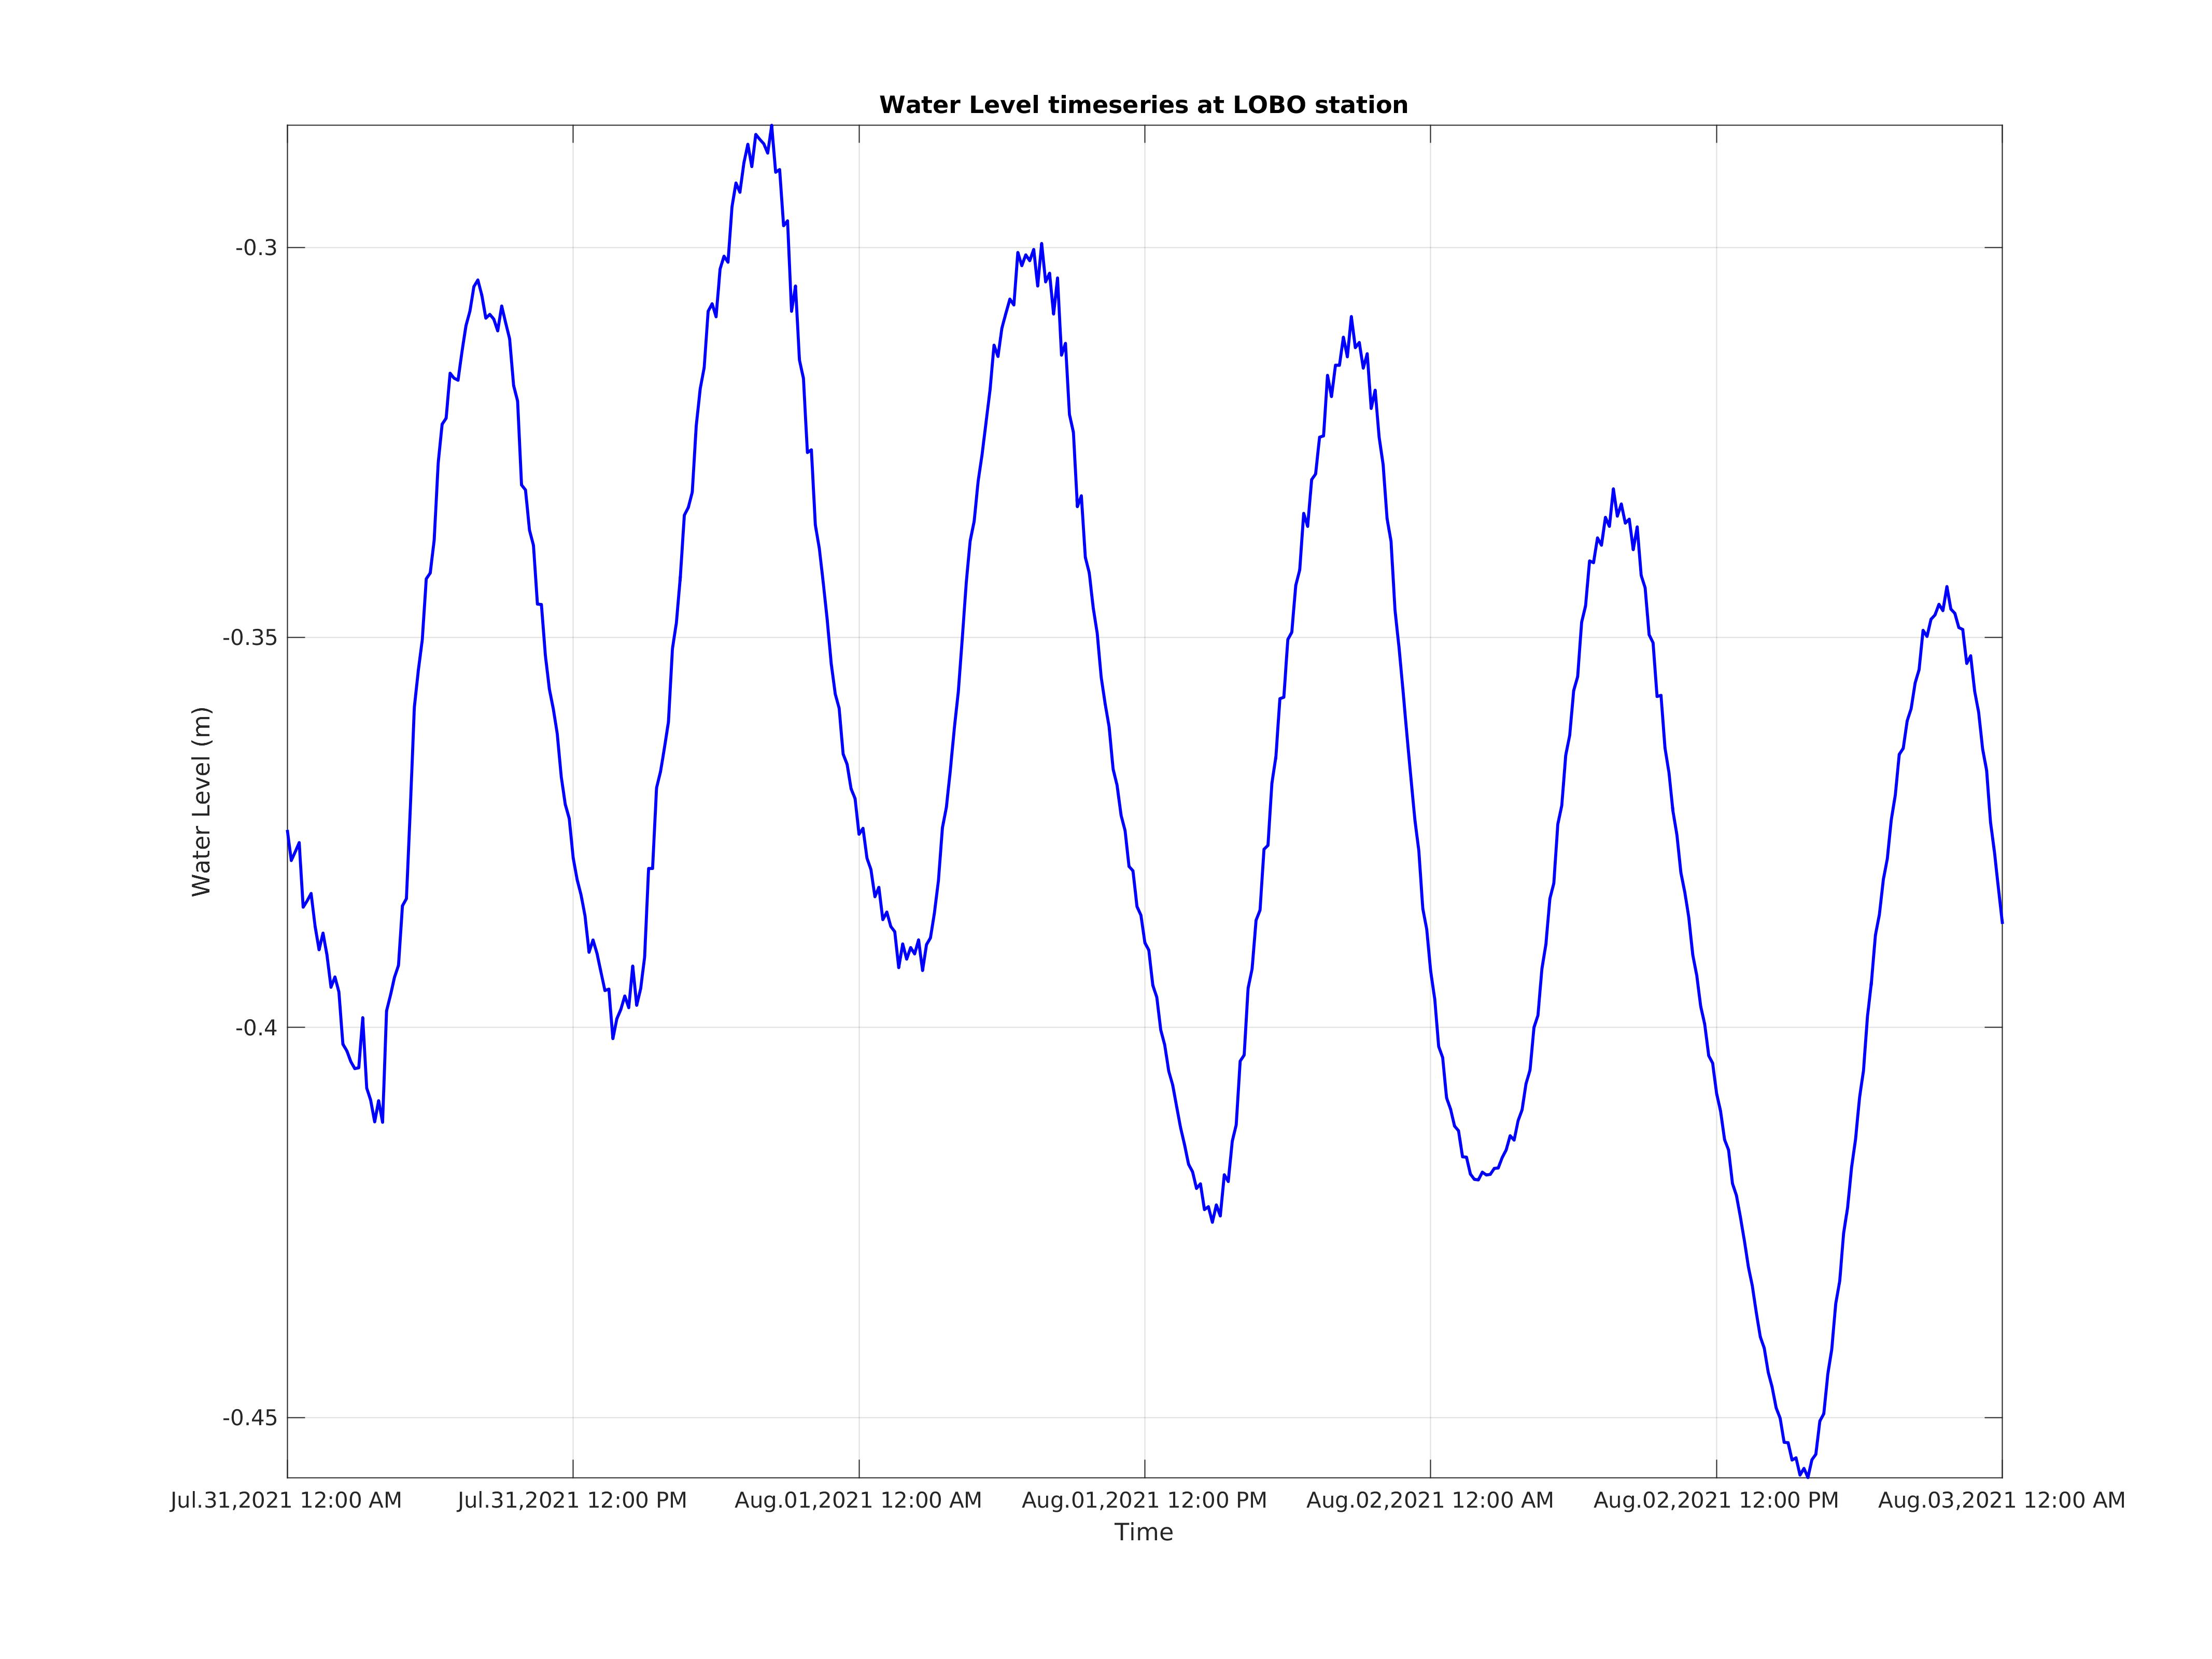 Water Level timeseries at LOBO station
-0.3
-0.35
-0.4
-0.45
Water Level (m)
Jul.31,2021 12:00 AM
Jul.31,2021 12:00 PM
Aug.01,2021 12:00 AM
Aug.01,2021 12:00 PM
Aug.02,2021 12:00 AM
Aug.02,2021 12:00 PM
Aug.03,2021 12:00 AM
Time